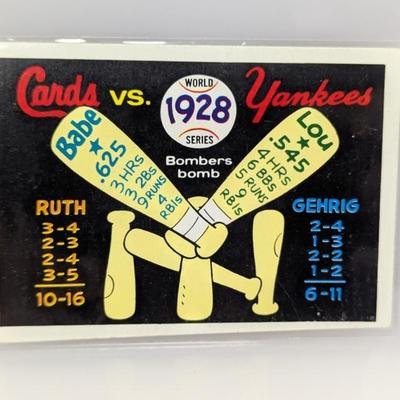 Cards vs. Yankees
WORLD
1928
SERIES
Bombers
bomb
Babe
.625
3 HRs
3 2Bs
9 RUNS
4
RBIs
Lou
.545
4 HRs
6 BBs
5 RUNS
9
RBIs
RUTH
3-4
2-3
2-4
3-5
10-16
GEHRIG
2-4
1-3
2-2
1-2
6-11